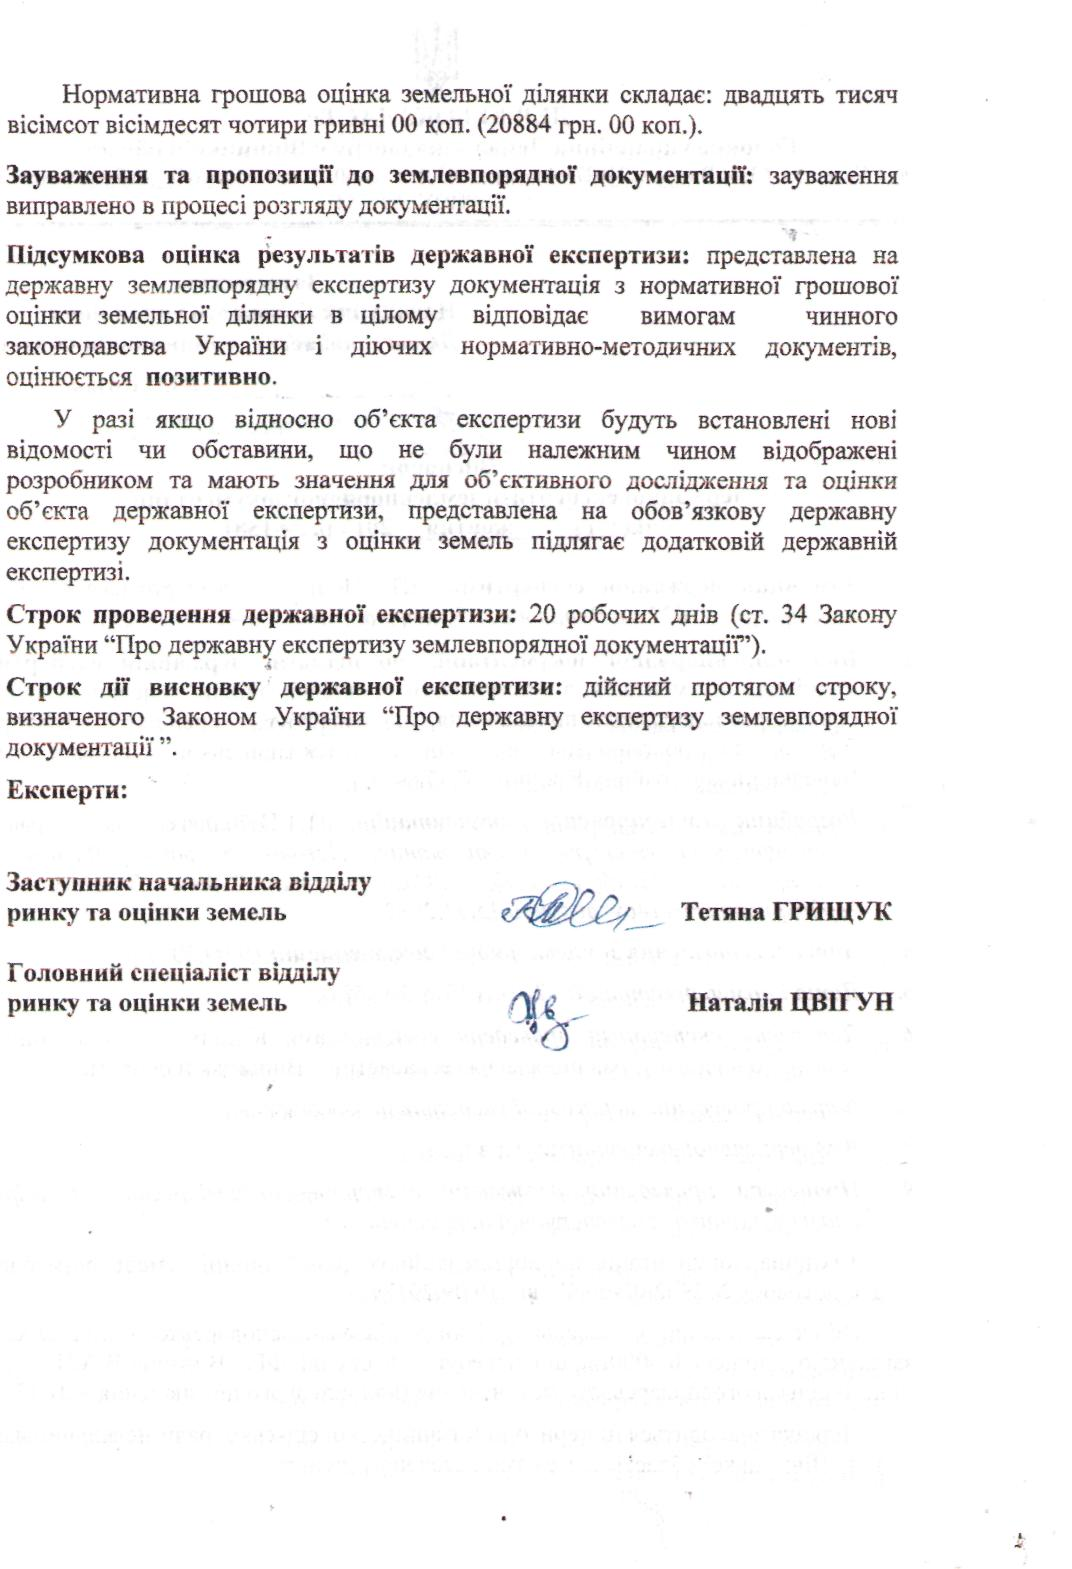 Нормативна грошова оцінка земельної ділянки складає: двадцять тисяч
вісімсот вісімдесят чотири гривні 00 коп. (20884 грн. 00 коп.).
Зауваження та пропозиції до землевпорядної документації: зауваження
виправлено в процесі розгляду документації.
Підсумкова оцінка результатів державної експертизи: представлена на
державну землевпорядну експертизу документація з нормативної грошової
оцінки земельної ділянки в цілому відповідає вимогам чинного
законодавства України і діючих нормативно-методичних документів,
оцінюється позитивно.
У разі якщо відносно об’єкта експертизи будуть встановлені нові
відомості чи обставини, що не були належним чином відображені
розробником та мають значення для об’єктивного дослідження та оцінки
об’єкта державної експертизи, представлена на обов’язкову державну
експертизу документація з оцінки земель підлягає додатковій державній
експертизі.
Строк проведення державної експертизи: 20 робочих днів (ст. 34 Закону
України “Про державну експертизу землевпорядної документації”).
Строк дії висновку державної експертизи: дійсний протягом строку,
визначеного Законом України “Про державну експертизу землевпорядної
документації ”.
Експерти:
Заступник начальника відділу
ринку та оцінки земель Тетяна ГРИЩУК
Головний спеціаліст відділу
ринку та оцінки земель Наталія ЦВІГУН